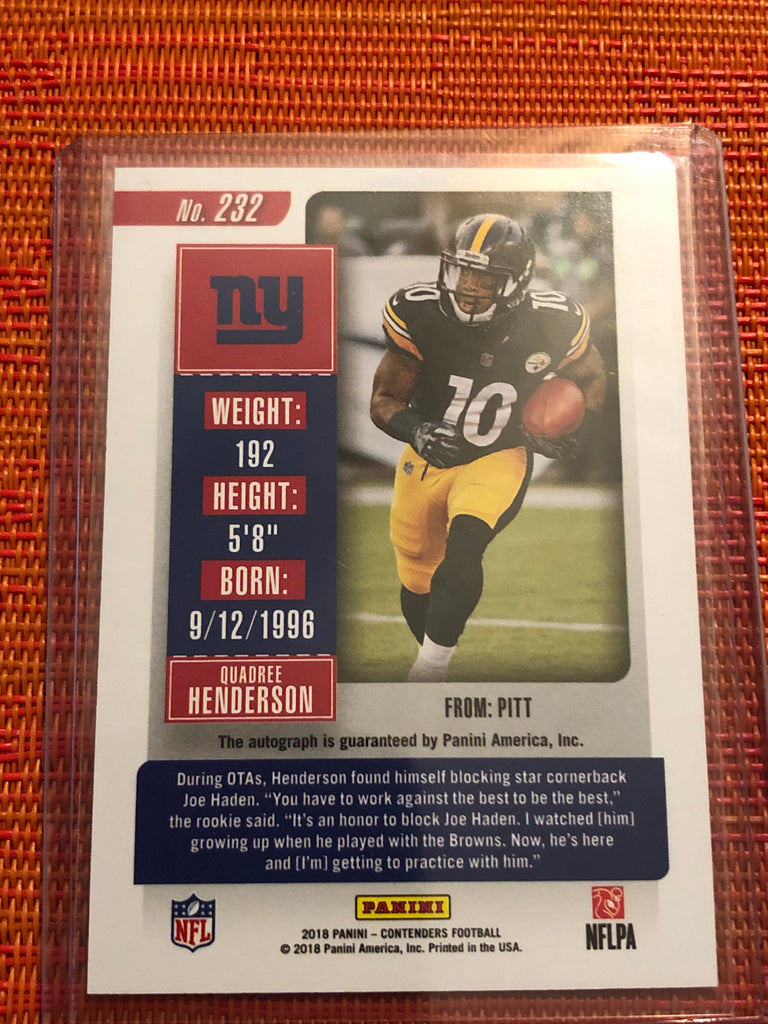 No. 232
ny
10
10
10
WEIGHT:
192
HEIGHT:
5'8"
BORN:
9/12/1996
QUADREE
HENDERSON
FROM: PITT
The autograph is guaranteed by Panini America, Inc.
During OTAs, Henderson found himself blocking star cornerback
Joe Haden. “You have to work against the best to be the best,”
the rookie said. “It's an honor to block Joe Haden. I watched [him]
growing up when he played with the Browns. Now, he's here
and [I'm] getting to practice with him.”
NFL
PANINI
2018 PANINI – CONTENDERS FOOTBALL
© 2018 Panini America, Inc. Printed in the USA.
NFLPA